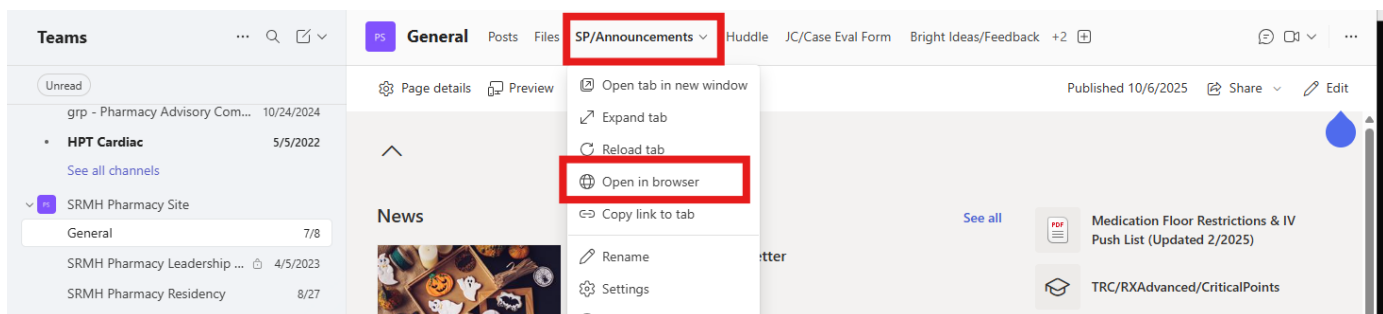 Teams
Unread
grp - Pharmacy Advisory Com... 10/24/2024
HPT Cardiac 5/5/2022
See all channels
PS SRMH Pharmacy Site
General 7/8
SRMH Pharmacy Leadership ... 4/5/2023
SRMH Pharmacy Residency 8/27
PS General Posts Files SP/Announcements Huddle JC/Case Eval Form Bright Ideas/Feedback +2
Page details Preview Published 10/6/2025 Share Edit
Open tab in new window
Expand tab
Reload tab
Open in browser
Copy link to tab
Rename
Settings
News See all
PDF Medication Floor Restrictions & IV
Push List (Updated 2/2025)
TRC/RXAdvanced/CriticalPoints